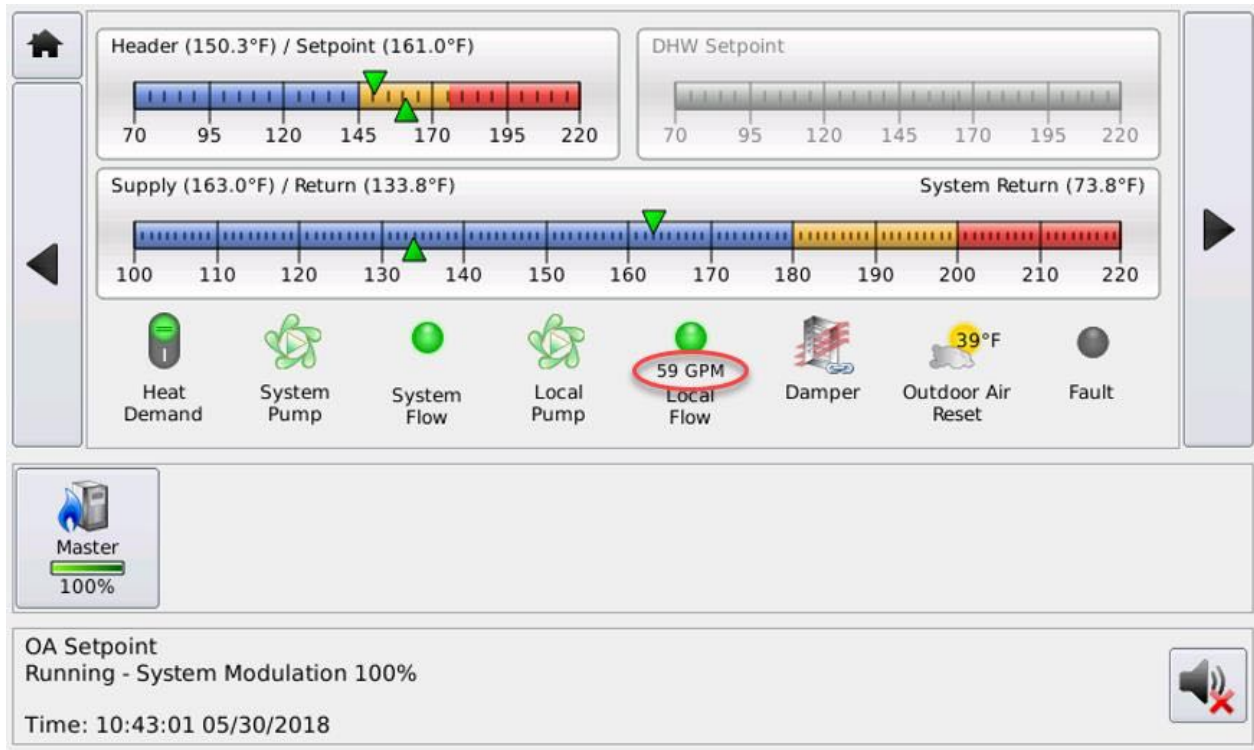 Header (150.3°F) / Setpoint (161.0°F)
70 95 120 145 170 195 220
DHW Setpoint
70 95 120 145 170 195 220
Supply (163.0°F) / Return (133.8°F) System Return (73.8°F)
100 110 120 130 140 150 160 170 180 190 200 210 220
Heat
Demand
System
Pump
System
Flow
Local
Pump
59 GPM
Local
Flow
Damper
39°F
Outdoor Air
Reset
Fault
Master
100%
OA Setpoint
Running - System Modulation 100%
Time: 10:43:01 05/30/2018